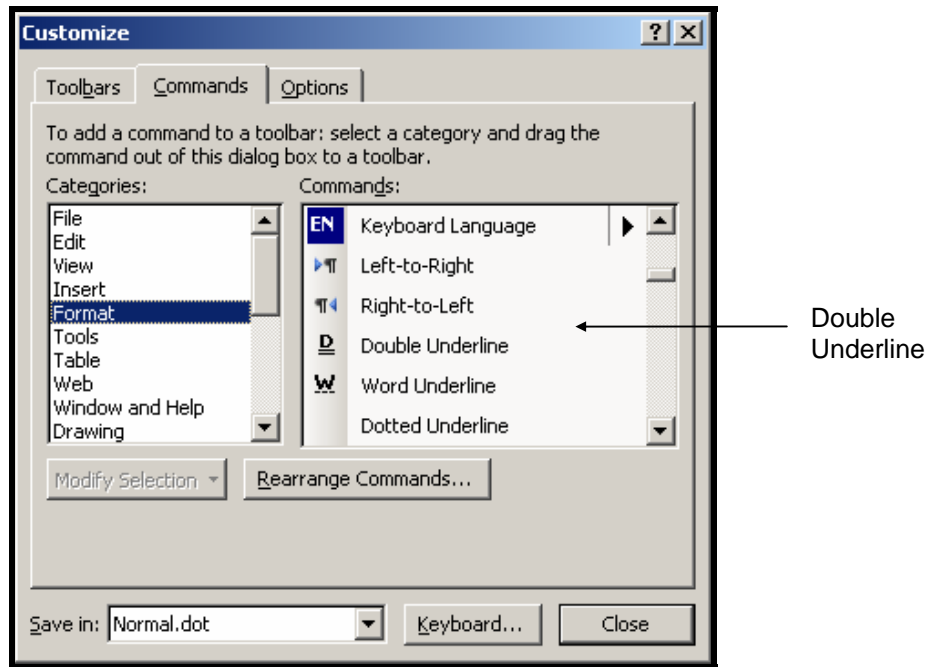 Customize
Toolbars Commands Options
To add a command to a toolbar: select a category and drag the
command out of this dialog box to a toolbar.
Categories: Commands:
File
Edit
View
Insert
Format
Tools
Table
Web
Window and Help
Drawing
EN Keyboard Language
Left-to-Right
Right-to-Left
D Double Underline
W Word Underline
Dotted Underline
Double
Underline
Modify Selection Rearrange Commands...
Save in: Normal.dot Keyboard... Close